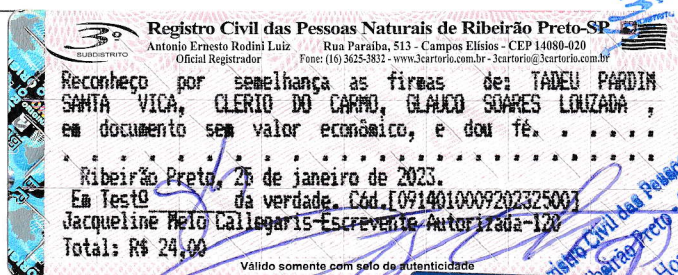 3º
SUBDISTRITO
Registro Civil das Pessoas Naturais de Ribeirão Preto-SP
Antonio Ernesto Rodini Luiz
Oficial Registrador
Rua Paraíba, 513 - Campos Elísios - CEP 14080-020
Fone: (16) 3625-3832 - www.3cartorio.com.br - 3cartorio@3cartorio.com.br
Reconheço por semelhança as firmas de: TADEU PARDIM
SANTA VICA, CLERIO DO CARMO, GLAUCO SOARES LOUZADA ,
em documento sem valor econômico, e dou fé. . . . . .
Ribeirão Preto, 25 de janeiro de 2023.
Em Testº da verdade. Cód.[0914010009202325001]
Jacqueline Melo Callegaris-Escrevente Autorizada-120
Total: R$ 24,00
Válido somente com selo de autenticidade